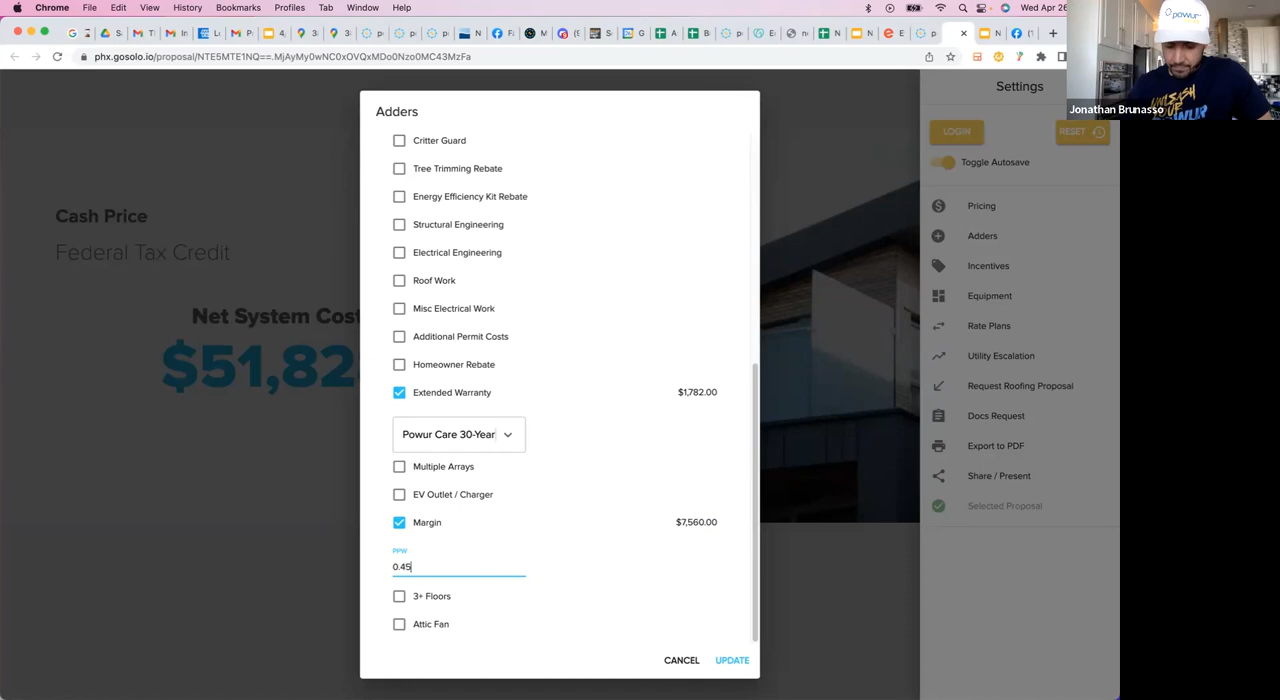 Chrome File Edit View History Bookmarks Profiles Tab Window Help
Wed Apr 26
phx.gosolo.io/proposal/NTE5MTE1NQ==.MjAyMy0wNC0xOVQxMDo0Nzo0MC43MzFa
powur
UNLEASH
Jonathan Brunasso
Settings
LOGIN
RESET
Toggle Autosave
Pricing
Adders
Incentives
Equipment
Rate Plans
Utility Escalation
Request Roofing Proposal
Docs Request
Export to PDF
Share / Present
Selected Proposal
Cash Price
Federal Tax Credit
Net System Cost
$51,82
Adders
Critter Guard
Tree Trimming Rebate
Energy Efficiency Kit Rebate
Structural Engineering
Electrical Engineering
Roof Work
Misc Electrical Work
Additional Permit Costs
Homeowner Rebate
Extended Warranty $1,782.00
Powur Care 30-Year
Multiple Arrays
EV Outlet / Charger
Margin $7,560.00
PPW
0.45
3+ Floors
Attic Fan
CANCEL UPDATE